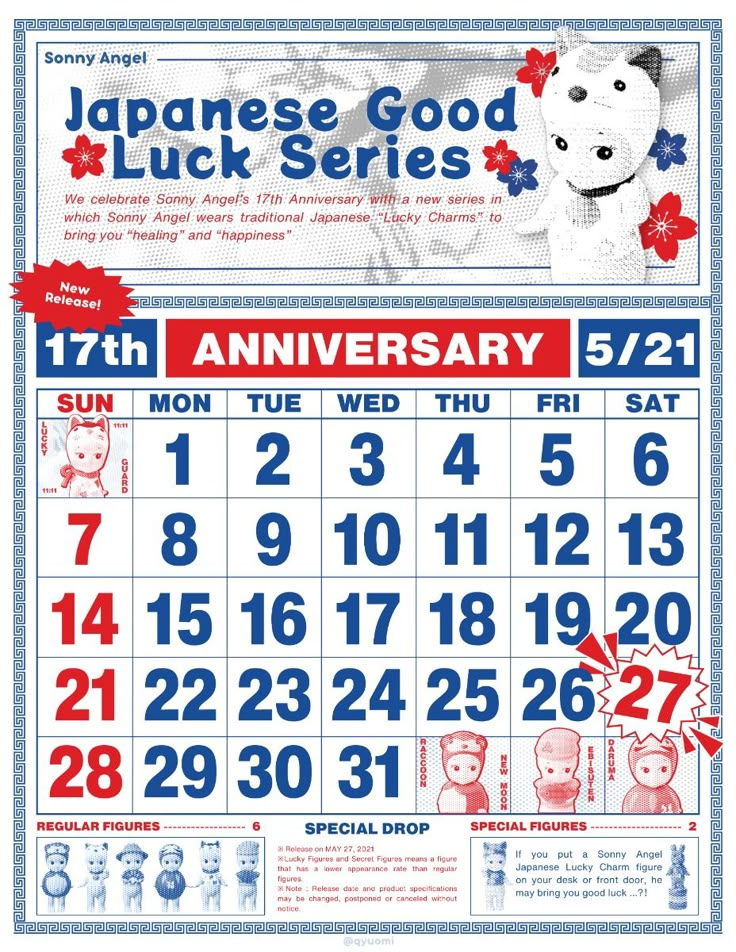 Sonny Angel
Japanese Good
Luck Series
We celebrate Sonny Angel's 17th Anniversary with a new series in
which Sonny Angel wears traditional Japanese "Lucky Charms" to
bring you "healing" and "happiness"
New
Release!
17th ANNIVERSARY 5/21
SUN MON TUE WED THU FRI SAT
LUCKY 11:11
GUARD 11:11
1 2 3 4 5 6
7 8 9 10 11 12 13
14 15 16 17 18 19 20
21 22 23 24 25 26 27
28 29 30 31
RACCOON
NEW MOON
EBISUTEN
DARUMA
REGULAR FIGURES ---------------- 6
SPECIAL DROP
※ Release on MAY 27, 2021
※Lucky Figures and Secret Figures means a figure
that has a lower appearance rate than regular
figures.
※ Note : Release date and product specifications
may be changed, postponed or canceled without
notice.
SPECIAL FIGURES ---------------- 2
If you put a Sonny Angel
Japanese Lucky Charm figure
on your desk or front door, he
may bring you good luck ...?!
@qyuomi